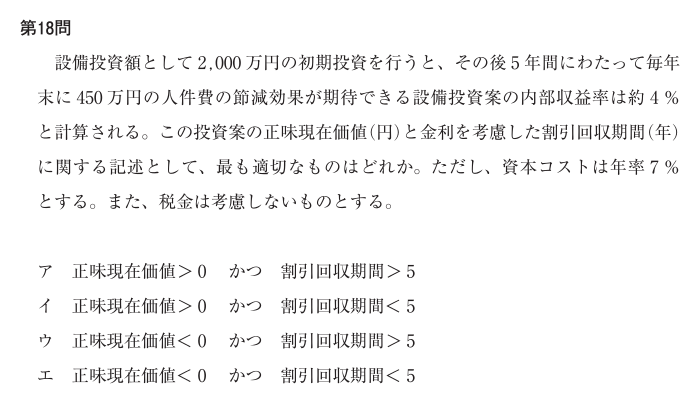 第18問
設備投資額として 2,000 万円の初期投資を行うと、その後 5 年間にわたって毎年
末に 450 万円の人件費の節減効果が期待できる設備投資案の内部収益率は約 4 %
と計算される。この投資案の正味現在価値(円)と金利を考慮した割引回収期間(年)
に関する記述として、最も適切なものはどれか。ただし、資本コストは年率 7 %
とする。また、税金は考慮しないものとする。
ア 正味現在価値> 0 かつ 割引回収期間> 5
イ 正味現在価値> 0 かつ 割引回収期間< 5
ウ 正味現在価値< 0 かつ 割引回収期間> 5
エ 正味現在価値< 0 かつ 割引回収期間< 5